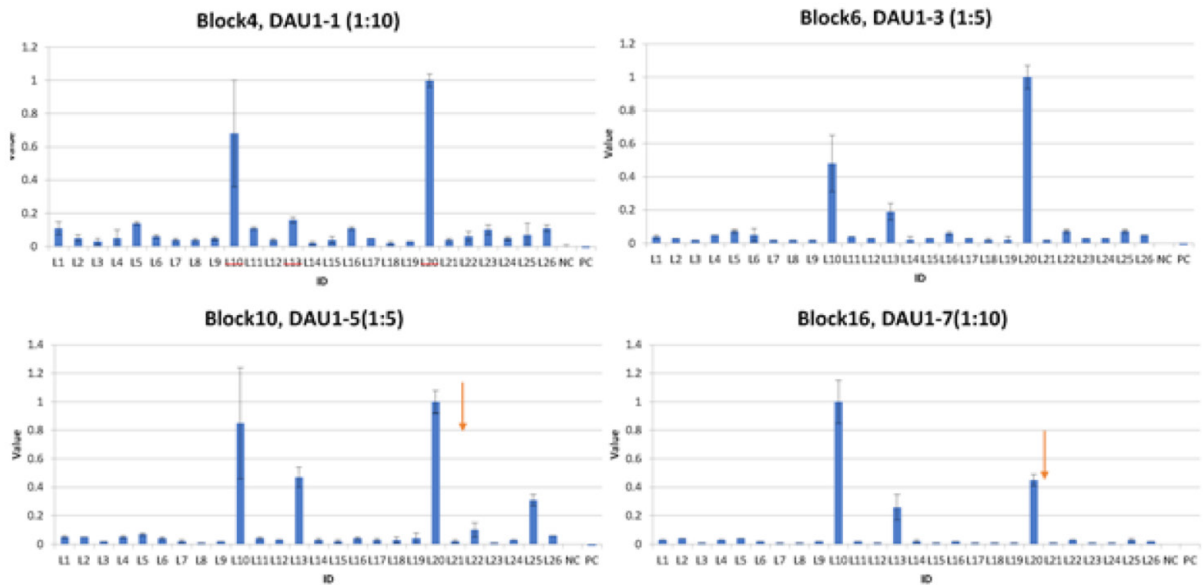 Block4, DAU1-1 (1:10)
1.2
1
0.8
0.6
0.4
0.2
0
Value
L1 L2 L3 L4 L5 L6 L7 L8 L9 L10 L11 L12 L13 L14 L15 L16 L17 L18 L19 L20 L21 L22 L23 L24 L25 L26 NC PC
ID
Block6, DAU1-3 (1:5)
1.2
1
0.8
0.6
0.4
0.2
0
Value
L1 L2 L3 L4 L5 L6 L7 L8 L9 L10 L11 L12 L13 L14 L15 L16 L17 L18 L19 L20 L21 L22 L23 L24 L25 L26 NC PC
ID
Block10, DAU1-5(1:5)
1.4
1.2
1
0.8
0.6
0.4
0.2
0
Value
L1 L2 L3 L4 L5 L6 L7 L8 L9 L10 L11 L12 L13 L14 L15 L16 L17 L18 L19 L20 L21 L22 L23 L24 L25 L26 NC PC
ID
Block16, DAU1-7(1:10)
1.4
1.2
1
0.8
0.6
0.4
0.2
0
Value
L1 L2 L3 L4 L5 L6 L7 L8 L9 L10 L11 L12 L13 L14 L15 L16 L17 L18 L19 L20 L21 L22 L23 L24 L25 L26 NC PC
ID